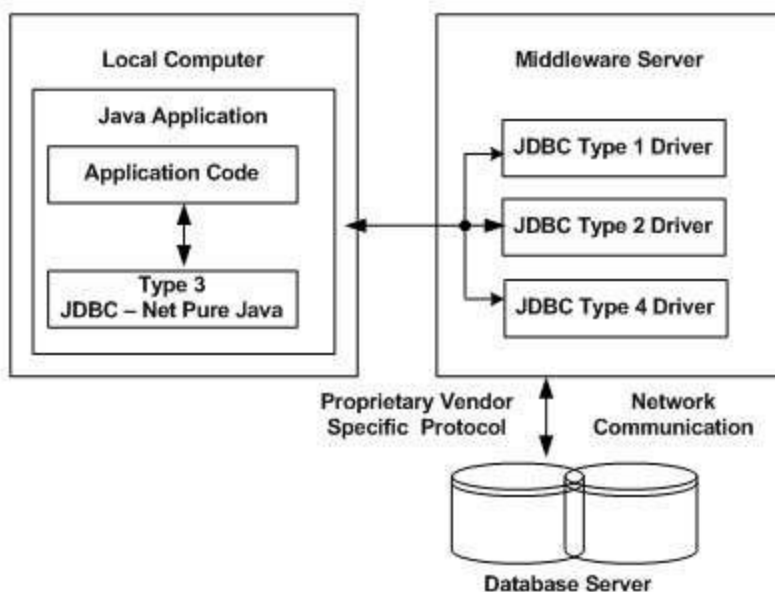 Local Computer
Java Application
Application Code
Type 3
JDBC – Net Pure Java
Middleware Server
JDBC Type 1 Driver
JDBC Type 2 Driver
JDBC Type 4 Driver
Proprietary Vendor
Specific Protocol
Network
Communication
Database Server